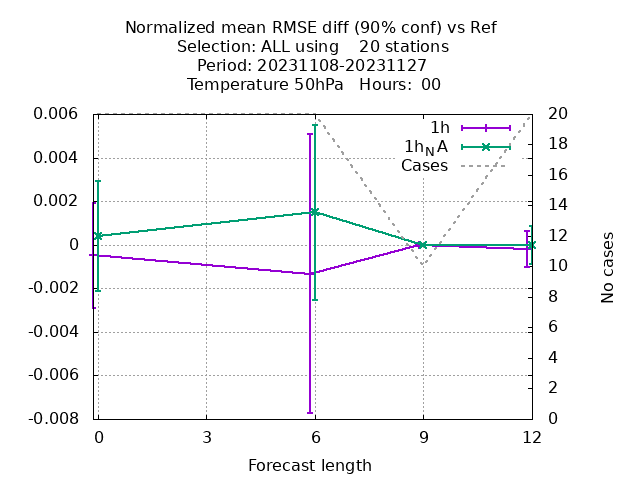 Normalized mean RMSE diff (90% conf) vs Ref
Selection: ALL using    20 stations
Period: 20231108-20231127
Temperature 50hPa   Hours:  00
0.006
0.004
0.002
0
-0.002
-0.004
-0.006
-0.008
20
18
16
14
12
10
8
6
4
2
0
1h
1hNA
Cases
No cases
0
3
6
9
12
Forecast length